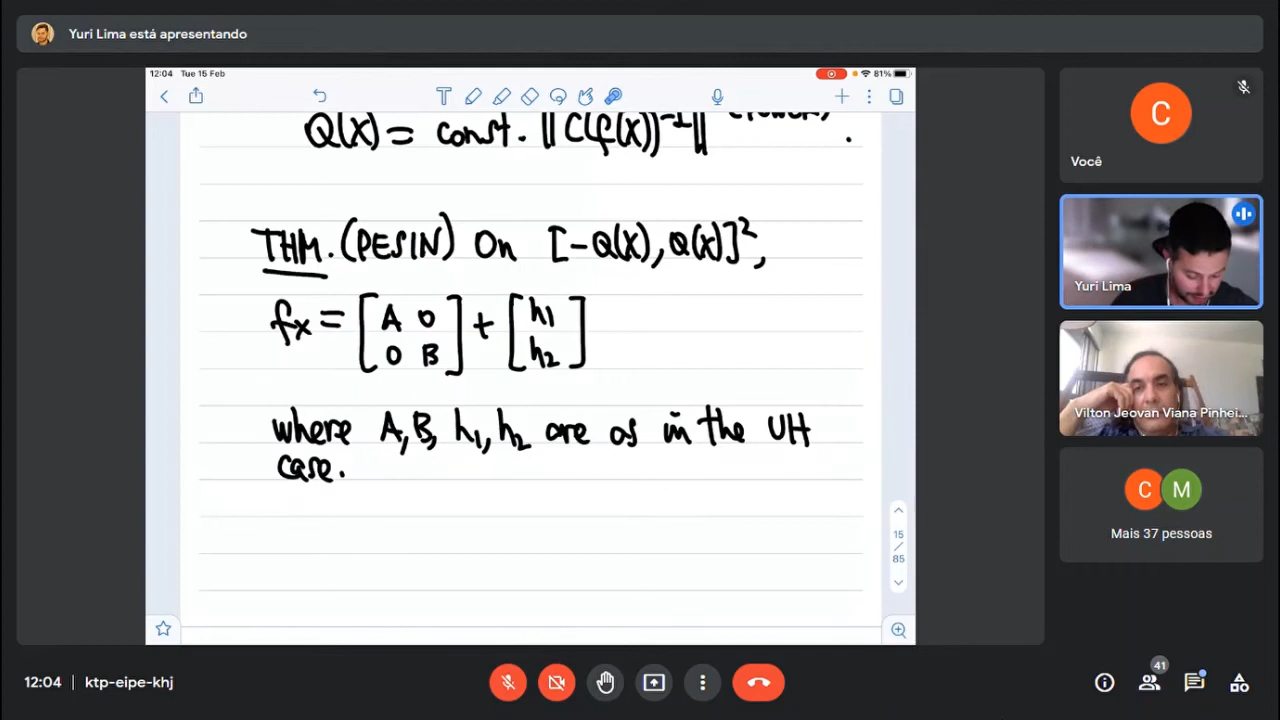 Yuri Lima está apresentando
12:04 Tue 15 Feb
81%
Q(x) = const. ||C(f(x))^-1||
THM. (PESIN) On [-Q(x), Q(x)]²,
fx = [A 0 0 B] + [h1 h2]
where A, B, h1, h2 are as in the UH
case.
15
/
85
C
Você
Yuri Lima
Vilton Jeovan Viana Pinhei...
C M
Mais 37 pessoas
12:04 | ktp-eipe-khj
41